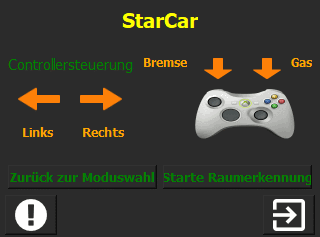 StarCar
Controllersteuerung
Bremse
Gas
Links
Rechts
Zurück zur Moduswahl
Starte Raumerkennung